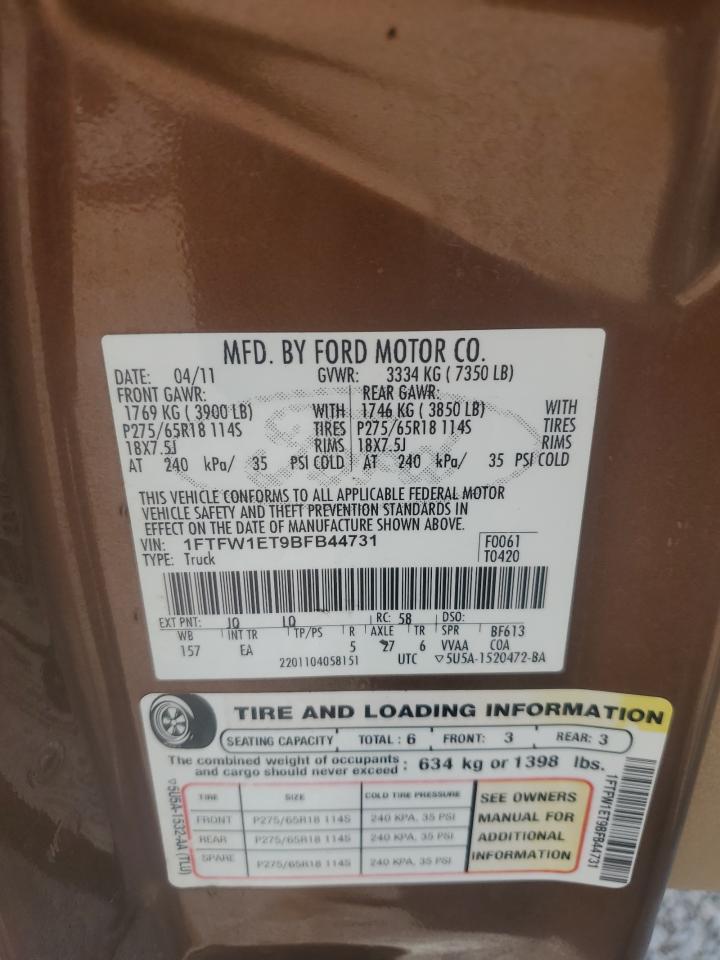 MFD. BY FORD MOTOR CO.
DATE: 04/11 GVWR: 3334 KG ( 7350 LB)
FRONT GAWR: REAR GAWR:
1769 KG ( 3900 LB) WITH 1746 KG ( 3850 LB) WITH
P275/65R18 114S TIRES P275/65R18 114S TIRES
18X7.5J RIMS 18X7.5J RIMS
AT 240 kPa/ 35 PSI COLD AT 240 kPa/ 35 PSI COLD
THIS VEHICLE CONFORMS TO ALL APPLICABLE FEDERAL MOTOR
VEHICLE SAFETY AND THEFT PREVENTION STANDARDS IN
EFFECT ON THE DATE OF MANUFACTURE SHOWN ABOVE.
VIN: 1FTFW1ET9BFB44731 F0061
TYPE: Truck T0420
EXT PNT: JQ LQ RC: 58 DSO:
WB INT TR TP/PS R AXLE TR SPR BF613
157 EA 5 27 6 VVAA COA
2201104058151 UTC ▽5U5A-1520472-BA
TIRE AND LOADING INFORMATION
SEATING CAPACITY TOTAL : 6 FRONT: 3 REAR: 3
The combined weight of occupants
and cargo should never exceed : 634 kg or 1398 lbs.
TIRE SIZE COLD TIRE PRESSURE
FRONT P275/65R18 114S 240 KPA, 35 PSI
REAR P275/65R18 114S 240 KPA, 35 PSI
SPARE P275/65R18 114S 240 KPA, 35 PSI
SEE OWNERS
MANUAL FOR
ADDITIONAL
INFORMATION
▽5U5A-1532-AA (TLU)
1FTFW1ET9BFB44731